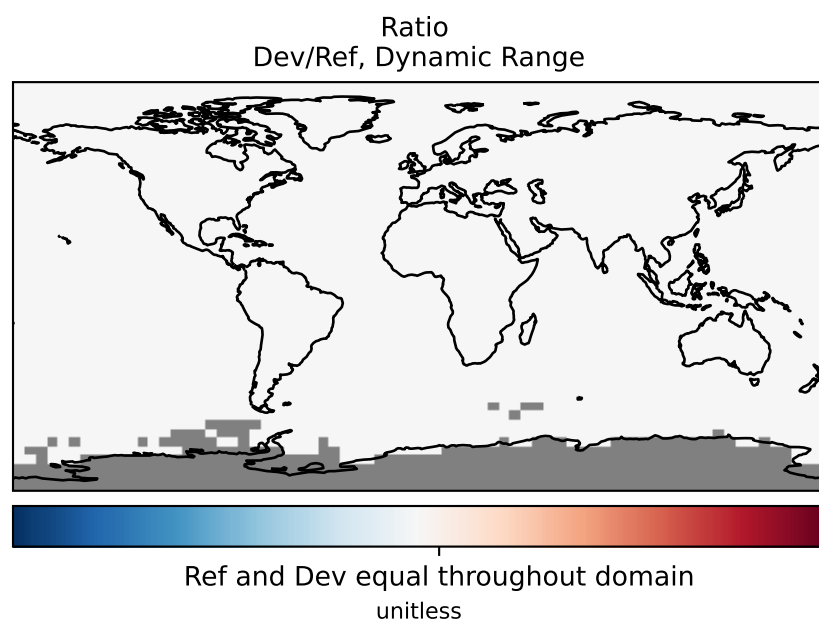 Ratio
Dev/Ref, Dynamic Range
Ref and Dev equal throughout domain
unitless